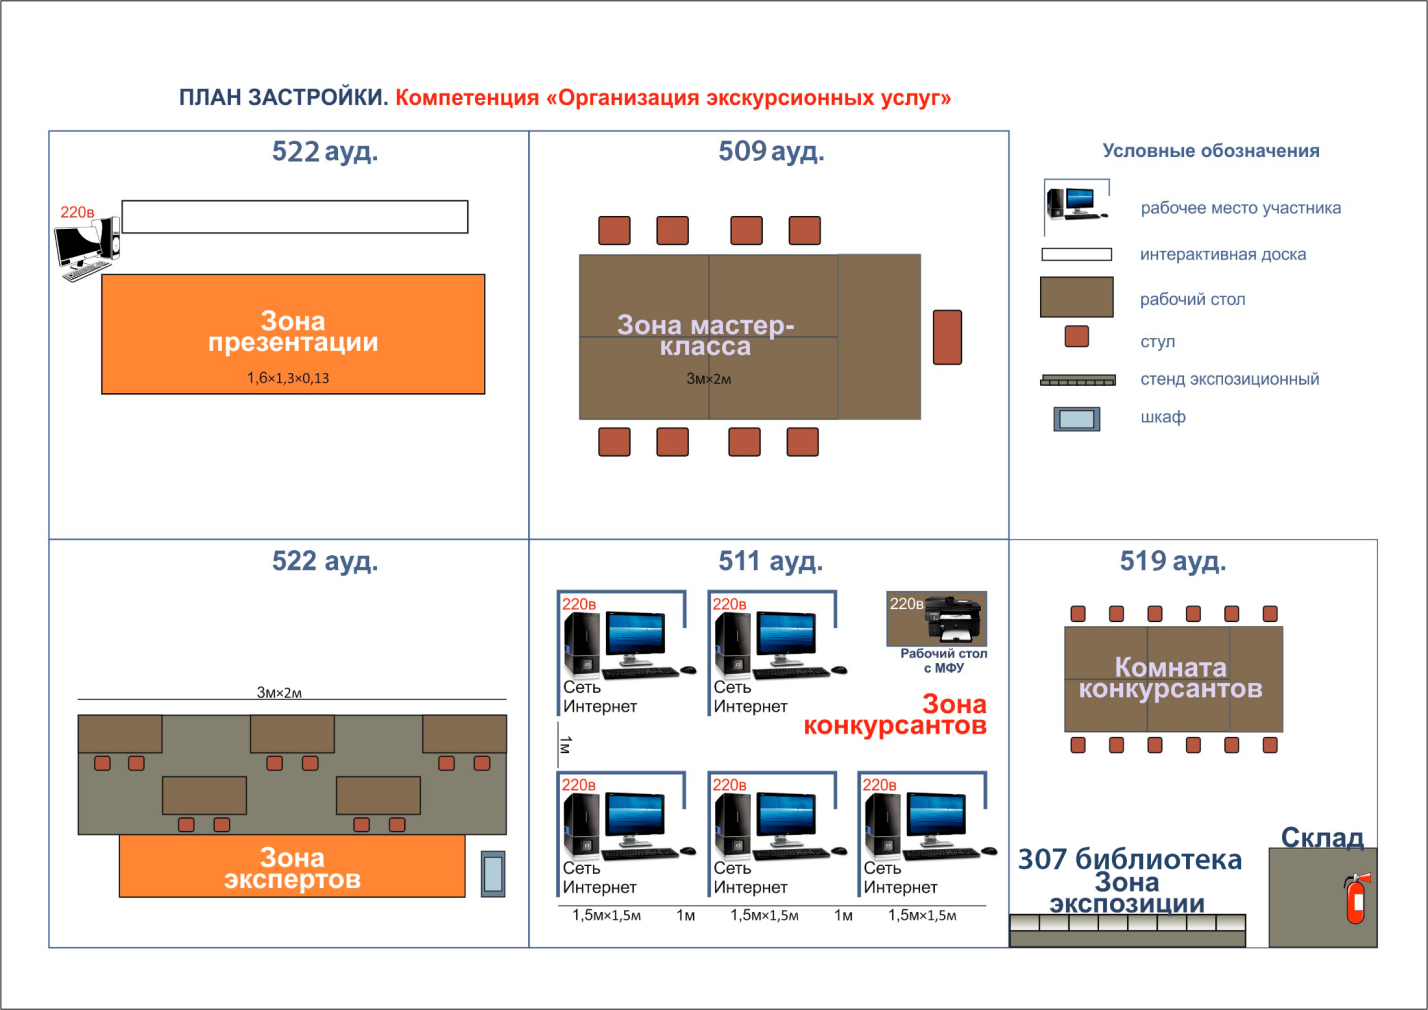 ПЛАН ЗАСТРОЙКИ. Компетенция «Организация экскурсионных услуг»
522 ауд.
220в
Зона
презентации
1,6×1,3×0,13
509 ауд.
Зона мастер-
класса
3м×2м
Условные обозначения
рабочее место участника
интерактивная доска
рабочий стол
стул
стенд экспозиционный
шкаф
522 ауд.
3м×2м
Зона
экспертов
511 ауд.
220в
Сеть
Интернет
220в
Сеть
Интернет
220в
Рабочий стол
с МФУ
Зона
конкурсантов
1м
220в
Сеть
Интернет
220в
Сеть
Интернет
220в
Сеть
Интернет
1,5м×1,5м 1м 1,5м×1,5м 1м 1,5м×1,5м
519 ауд.
Комната
конкурсантов
307 библиотека
Зона
экспозиции
Склад